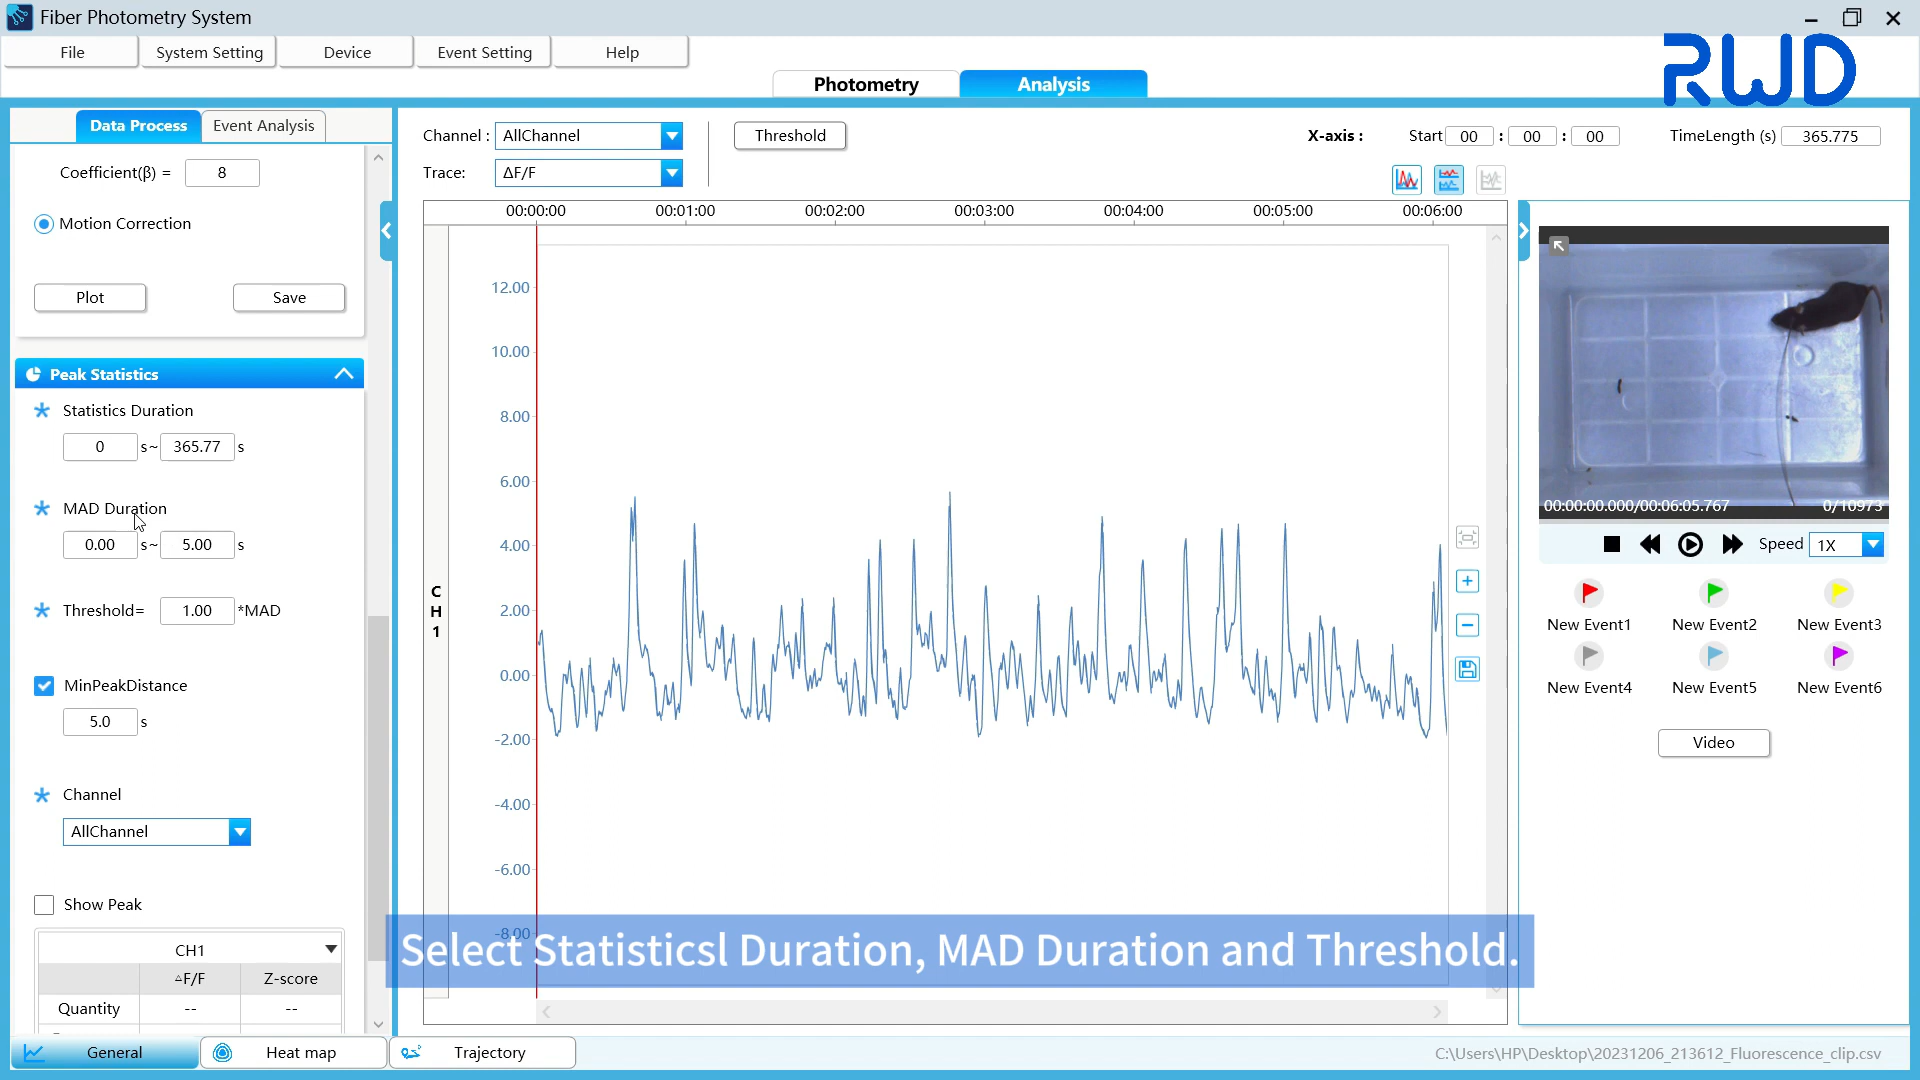 Fiber Photometry System
File
System Setting
Device
Event Setting
Help
RWD
Photometry
Analysis
Data Process
Event Analysis
Coefficient(β) = 8
Motion Correction
Plot
Save
Peak Statistics
Statistics Duration
0 s~ 365.77 s
MAD Duration
0.00 s~ 5.00 s
Threshold= 1.00 *MAD
MinPeakDistance
5.0 s
Channel
AllChannel
Show Peak
CH1
△F/F Z-score
Quantity -- --
General
Heat map
Trajectory
Channel : AllChannel
Threshold
Trace: ΔF/F
X-axis : Start 00 : 00 : 00 TimeLength (s) 365.775
00:00:00 00:01:00 00:02:00 00:03:00 00:04:00 00:05:00 00:06:00
12.00
10.00
8.00
6.00
4.00
2.00
0.00
-2.00
-4.00
-6.00
-8.00
C
H
1
Select Statisticsl Duration, MAD Duration and Threshold.
00:00:00.000/00:06:05.767 0/10973
Speed 1X
New Event1 New Event2 New Event3
New Event4 New Event5 New Event6
Video
C:\Users\HP\Desktop\20231206_213612_Fluorescence_clip.csv